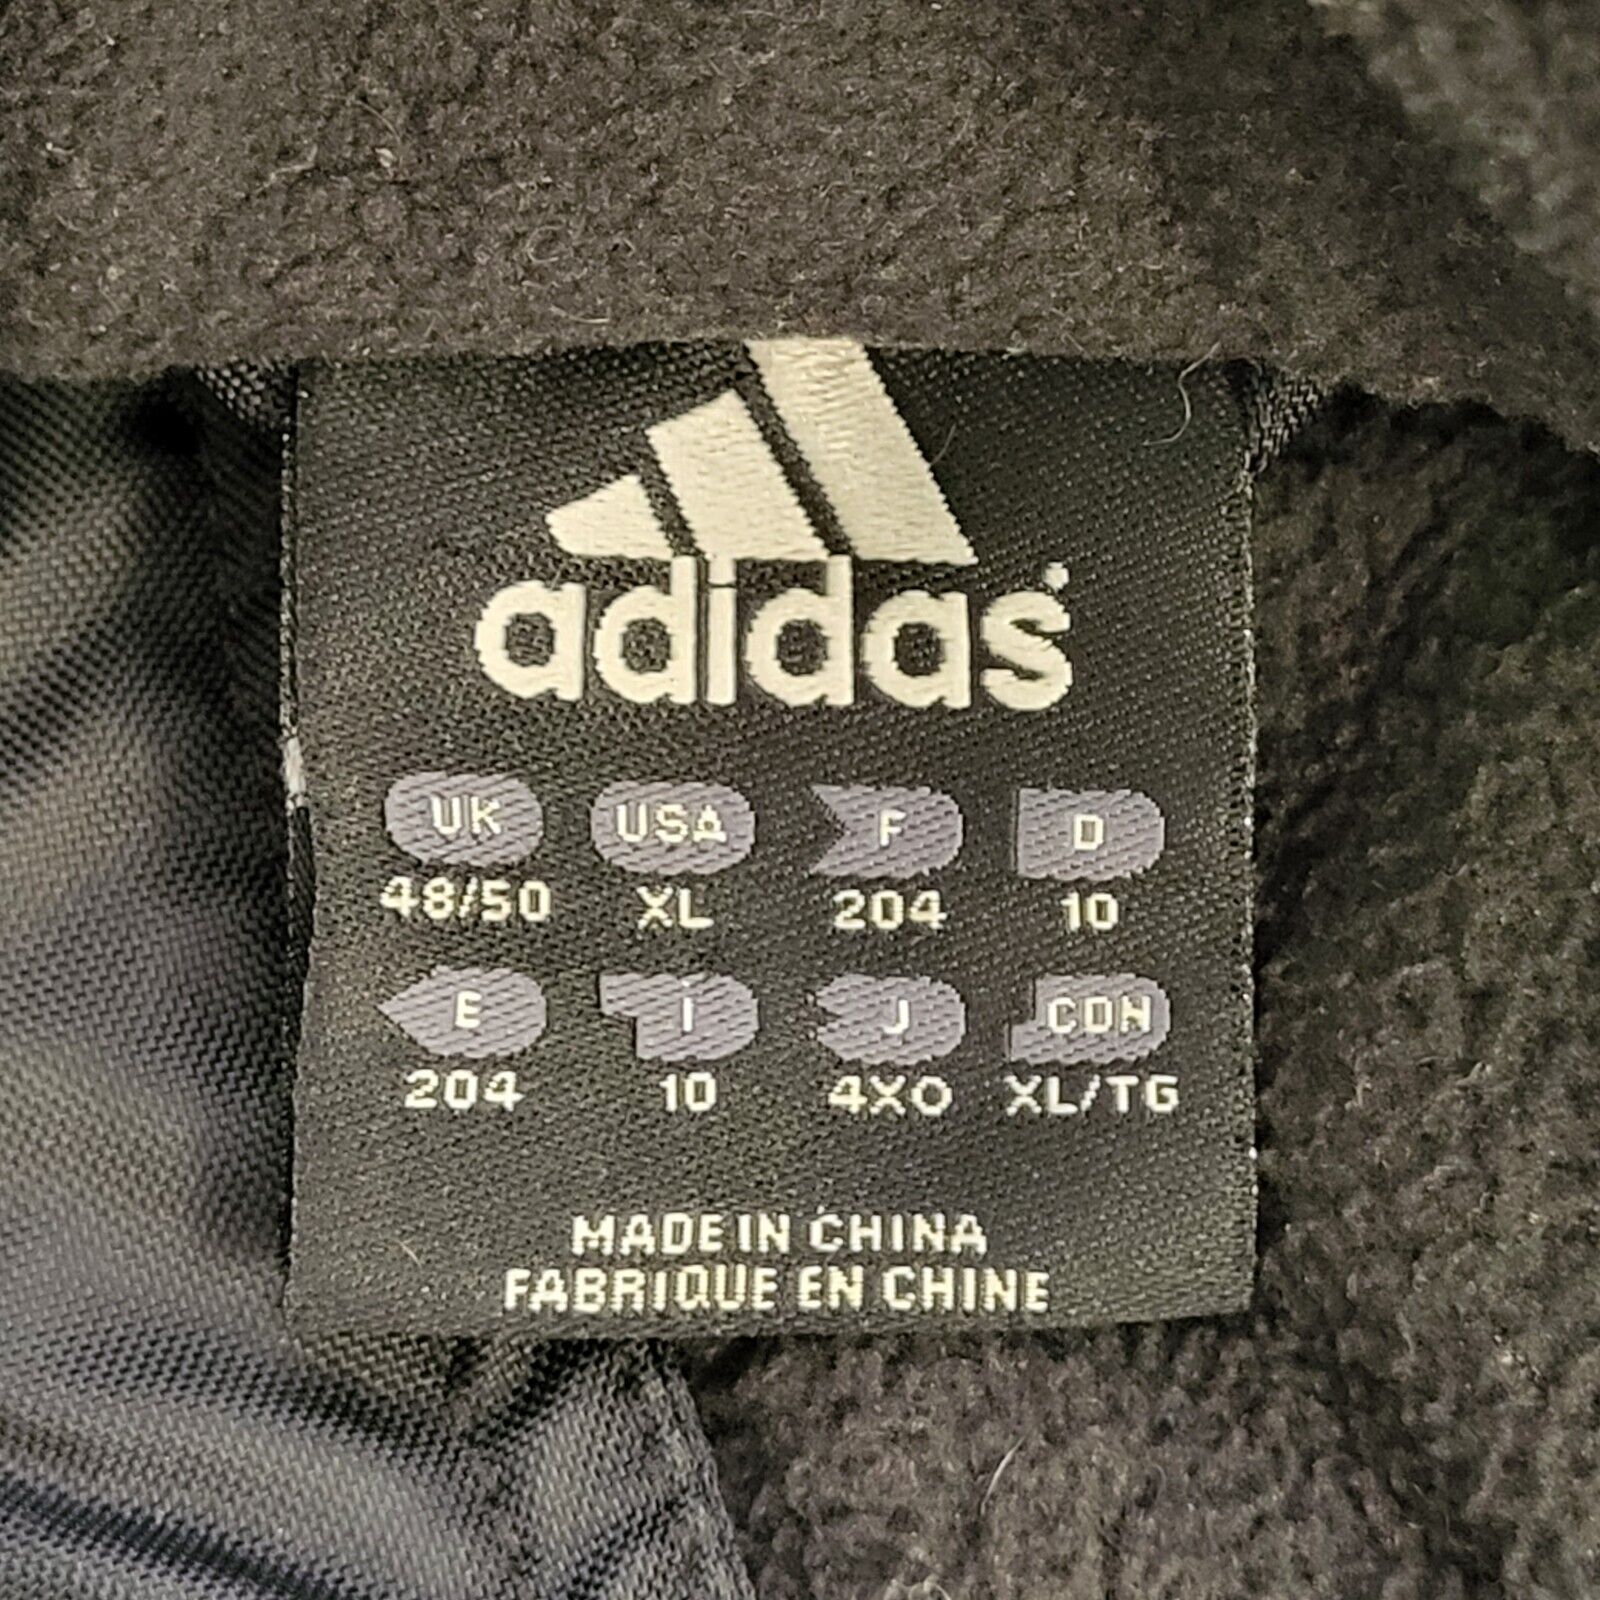 adidas
UK USA F D
48/50 XL 204 10
E I J CDN
204 10 4XO XL/TG
MADE IN CHINA
FABRIQUE EN CHINE